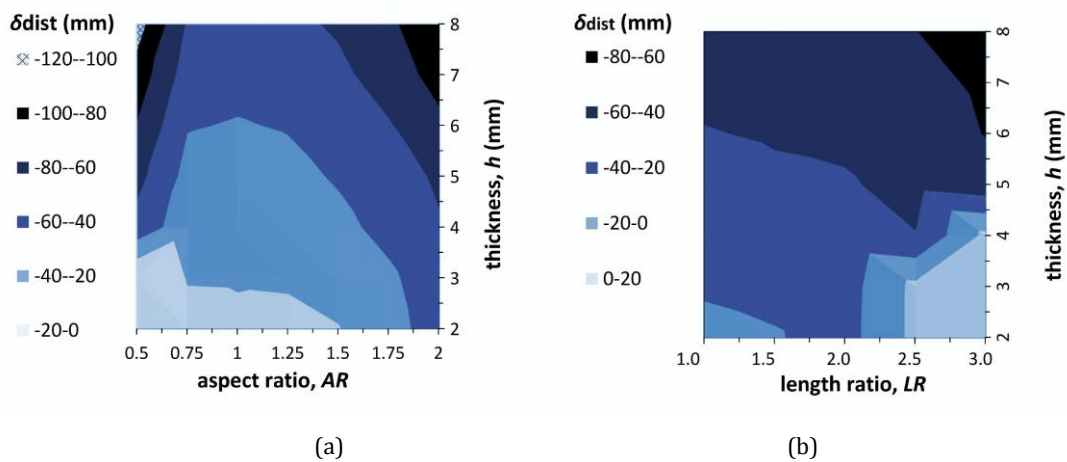 δdist (mm)
-120--100
-100--80
-80--60
-60--40
-40--20
-20-0
8
7
6
5
4
3
2
thickness, h (mm)
0.5 0.75 1 1.25 1.5 1.75 2
aspect ratio, AR
(a)
δdist (mm)
-80--60
-60--40
-40--20
-20-0
0-20
8
7
6
5
4
3
2
thickness, h (mm)
1.0 1.5 2.0 2.5 3.0
length ratio, LR
(b)